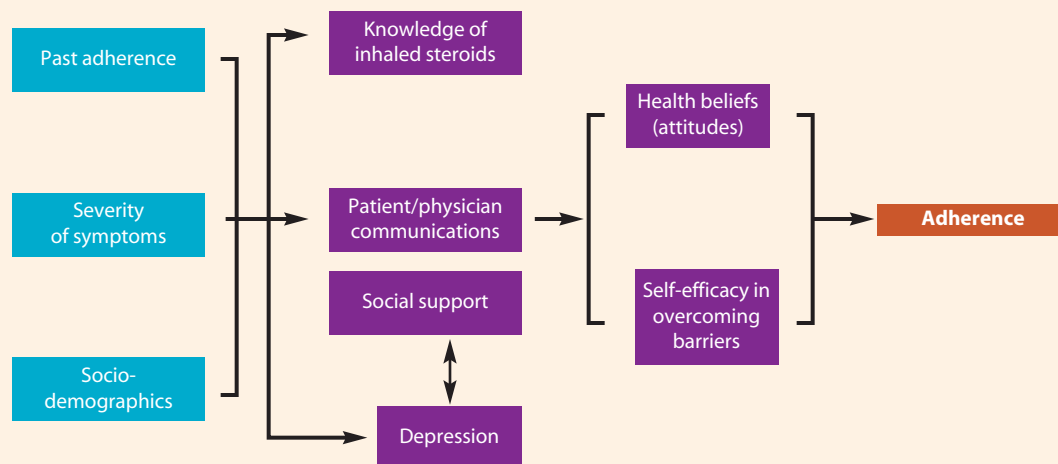 Past adherence
Severity
of symptoms
Socio-
demographics
Knowledge of
inhaled steroids
Patient/physician
communications
Social support
Depression
Health beliefs
(attitudes)
Self-efficacy in
overcoming
barriers
Adherence